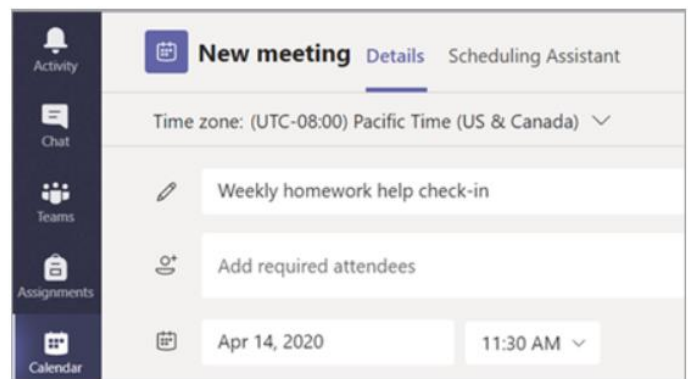 Activity
Chat
Teams
Assignments
Calendar
New meeting Details Scheduling Assistant
Time zone: (UTC-08:00) Pacific Time (US & Canada)
Weekly homework help check-in
Add required attendees
Apr 14, 2020 11:30 AM